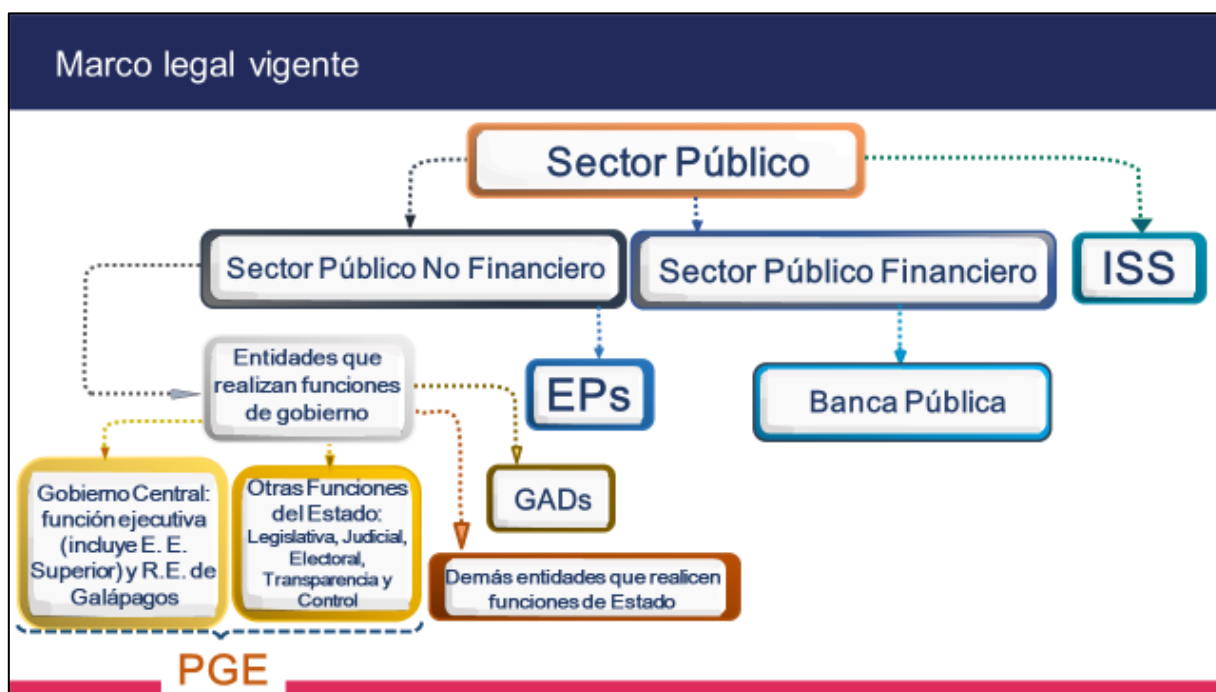 Marco legal vigente
Sector Público
Sector Público No Financiero
Sector Público Financiero
ISS
Entidades que
realizan funciones
de gobierno
EPs
Banca Pública
Gobierno Central:
función ejecutiva
(incluye E. E.
Superior) y R.E. de
Galápagos
Otras Funciones
del Estado:
Legislativa, Judicial,
Electoral,
Transparencia y
Control
GADs
Demás entidades que realicen
funciones de Estado
PGE